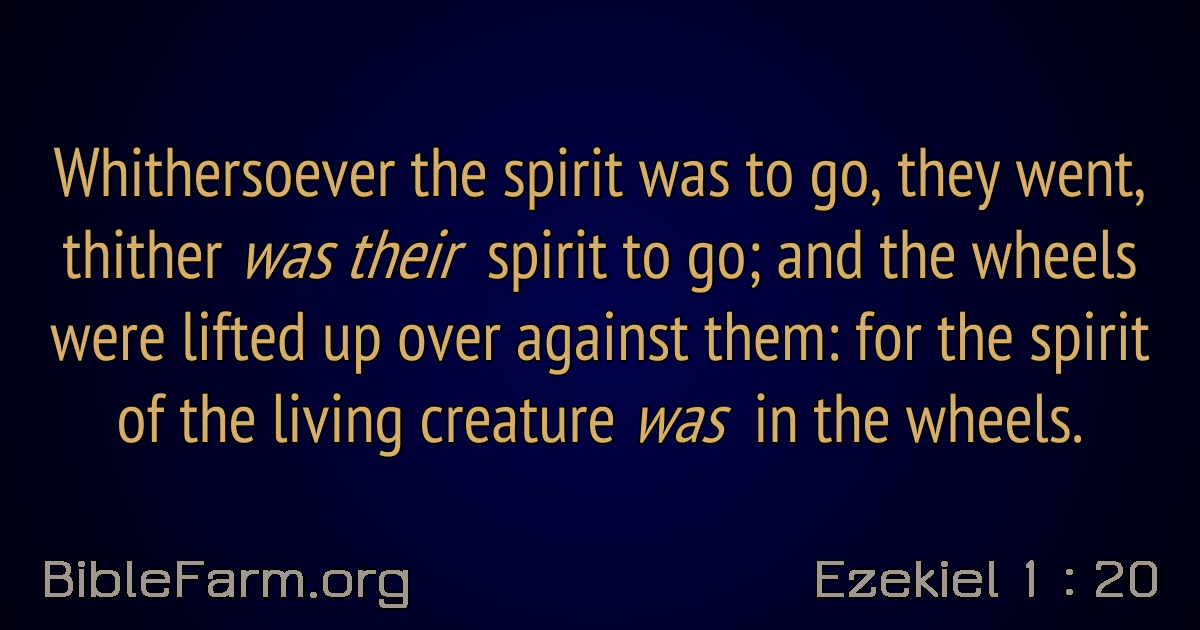 Whithersoever the spirit was to go, they went,
thither was their spirit to go; and the wheels
were lifted up over against them: for the spirit
of the living creature was in the wheels.
BibleFarm.org
Ezekiel 1 : 20